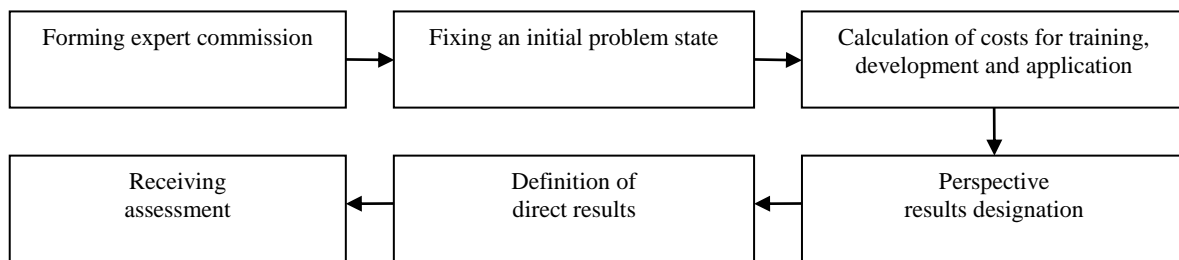 Forming expert commission
Fixing an initial problem state
Calculation of costs for training,
development and application
Perspective
results designation
Definition of
direct results
Receiving
assessment